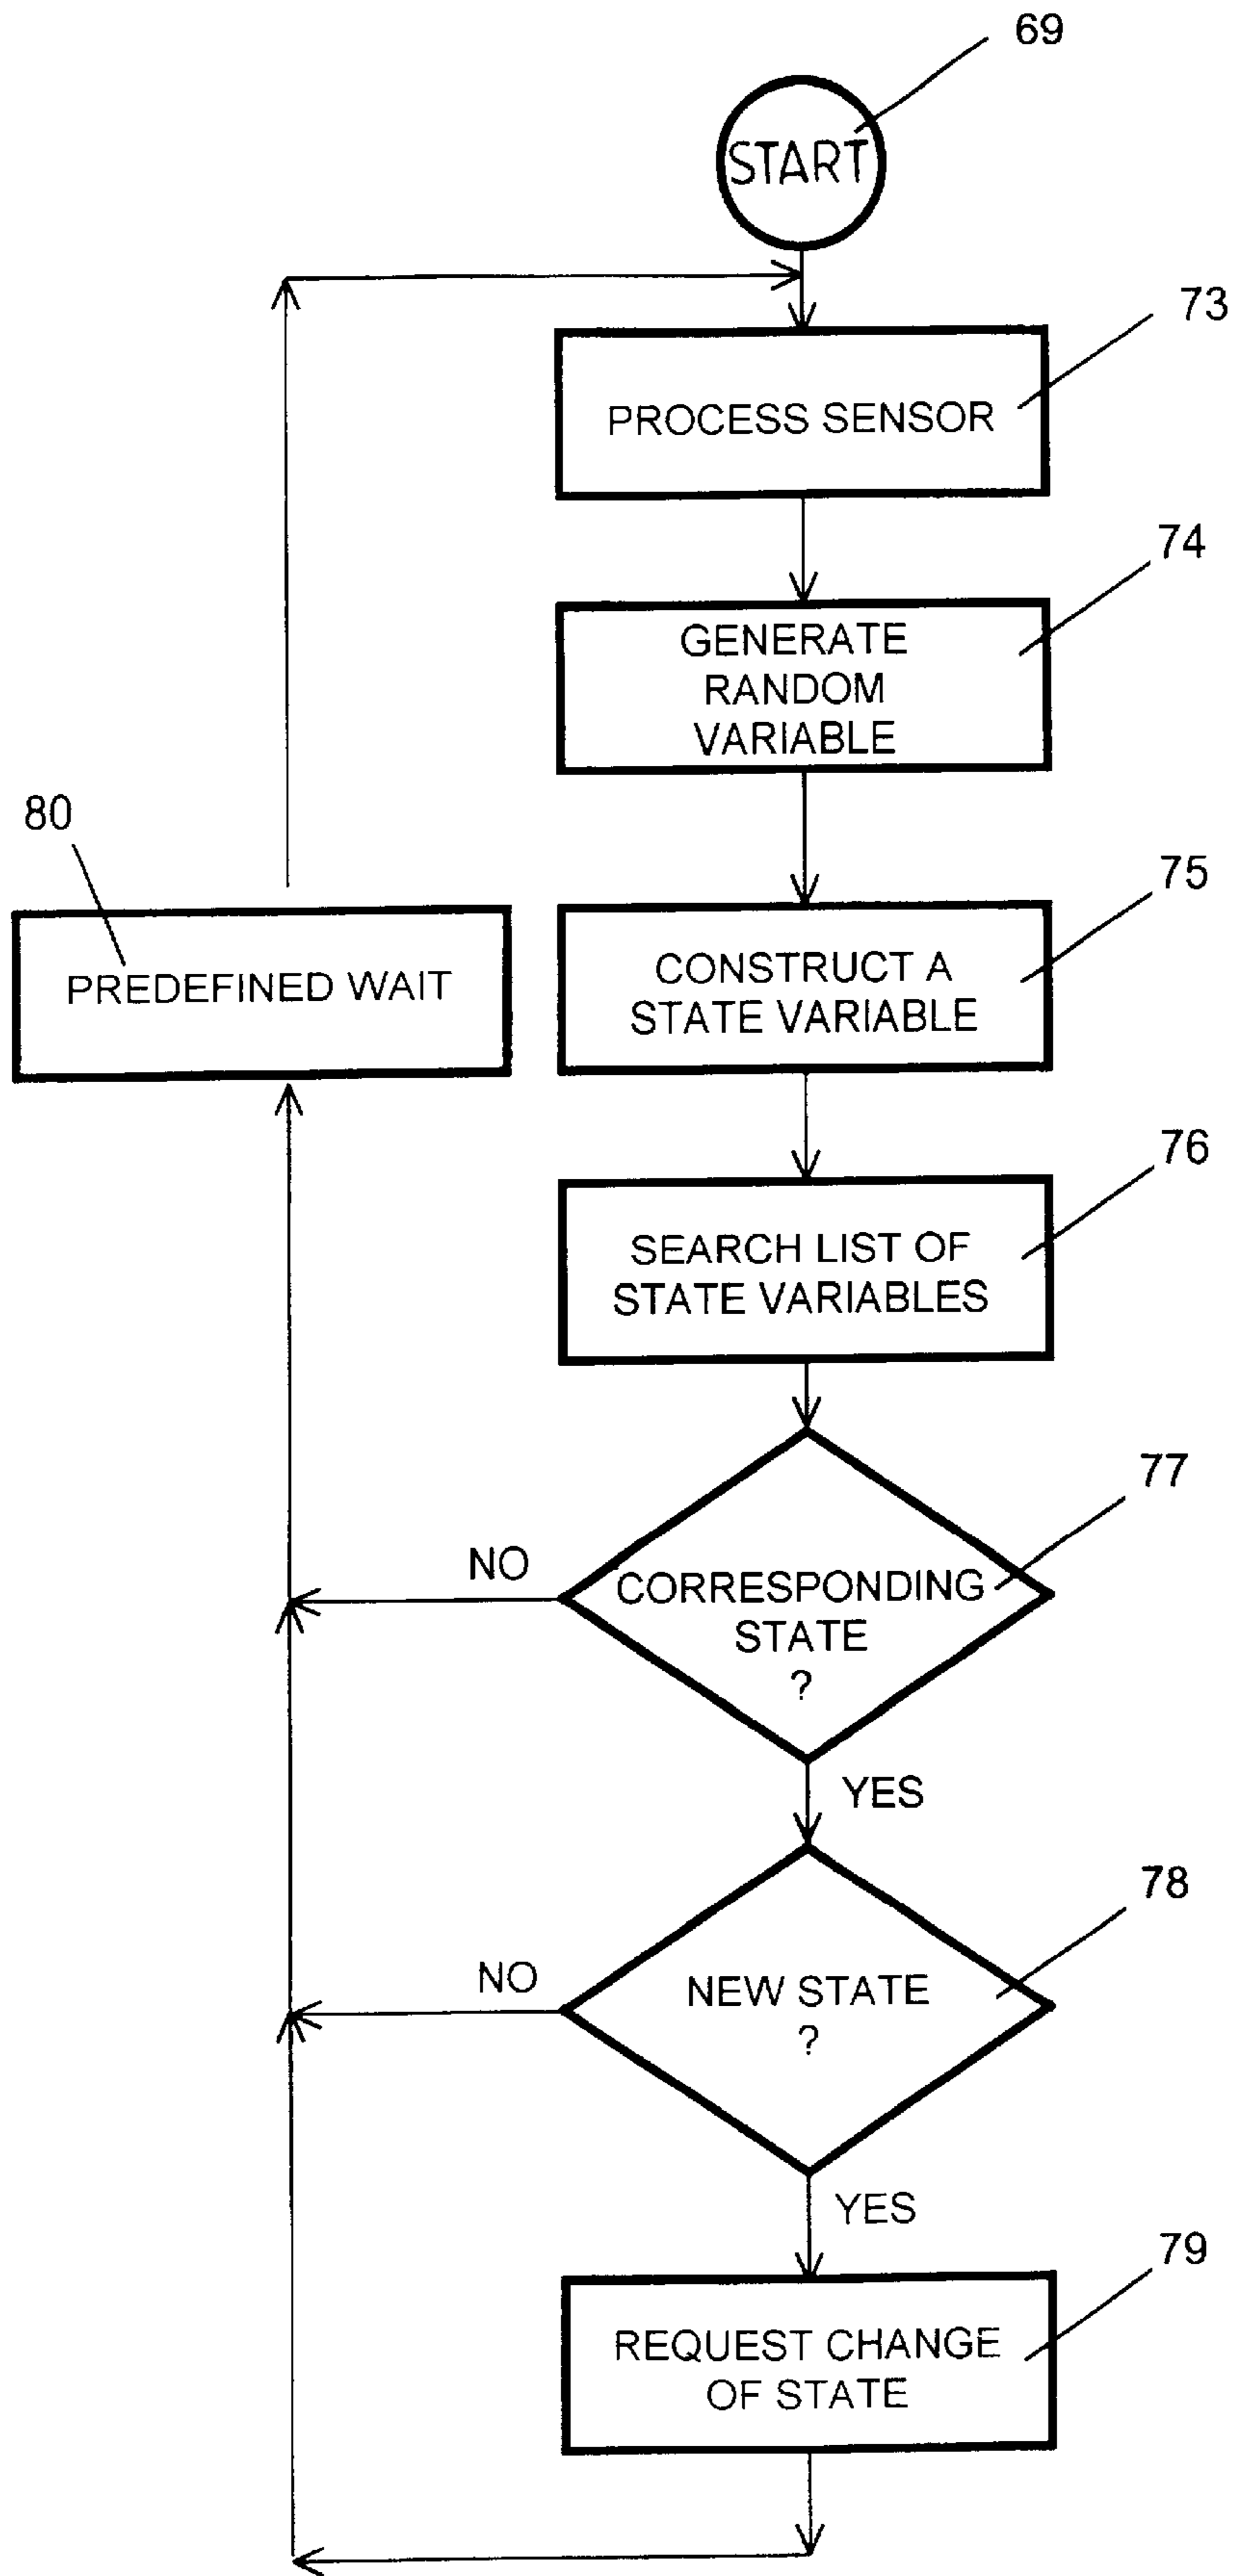 69
START
73
PROCESS SENSOR
74
GENERATE
RANDOM
VARIABLE
80
PREDEFINED WAIT
75
CONSTRUCT A
STATE VARIABLE
76
SEARCH LIST OF
STATE VARIABLES
77
NO
CORRESPONDING
STATE
?
YES
78
NO
NEW STATE
?
YES
79
REQUEST CHANGE
OF STATE